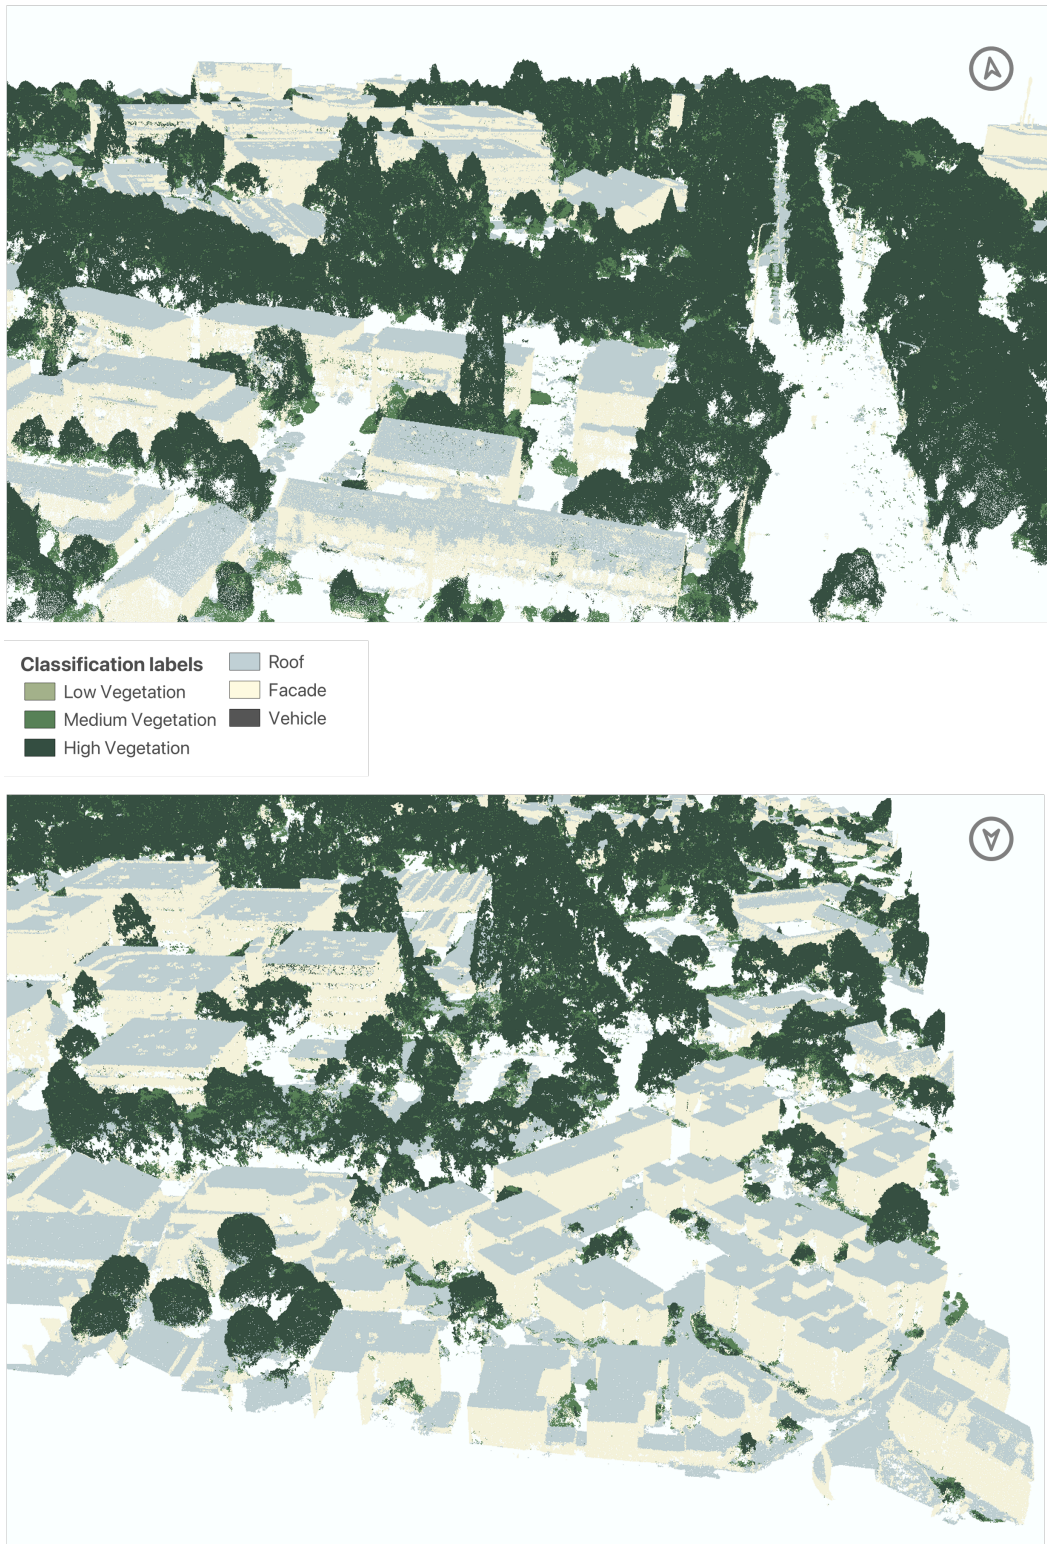 Classification labels
Low Vegetation
Medium Vegetation
High Vegetation
Roof
Facade
Vehicle